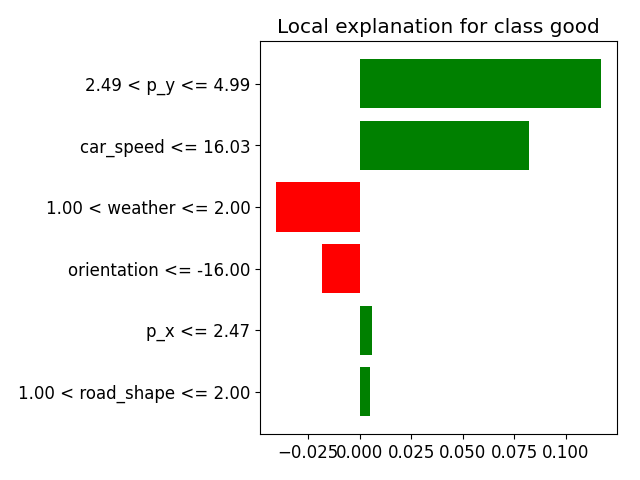 Local explanation for class good
2.49 < p_y <= 4.99
car_speed <= 16.03
1.00 < weather <= 2.00
orientation <= -16.00
p_x <= 2.47
1.00 < road_shape <= 2.00
−0.025 0.000 0.025 0.050 0.075 0.100